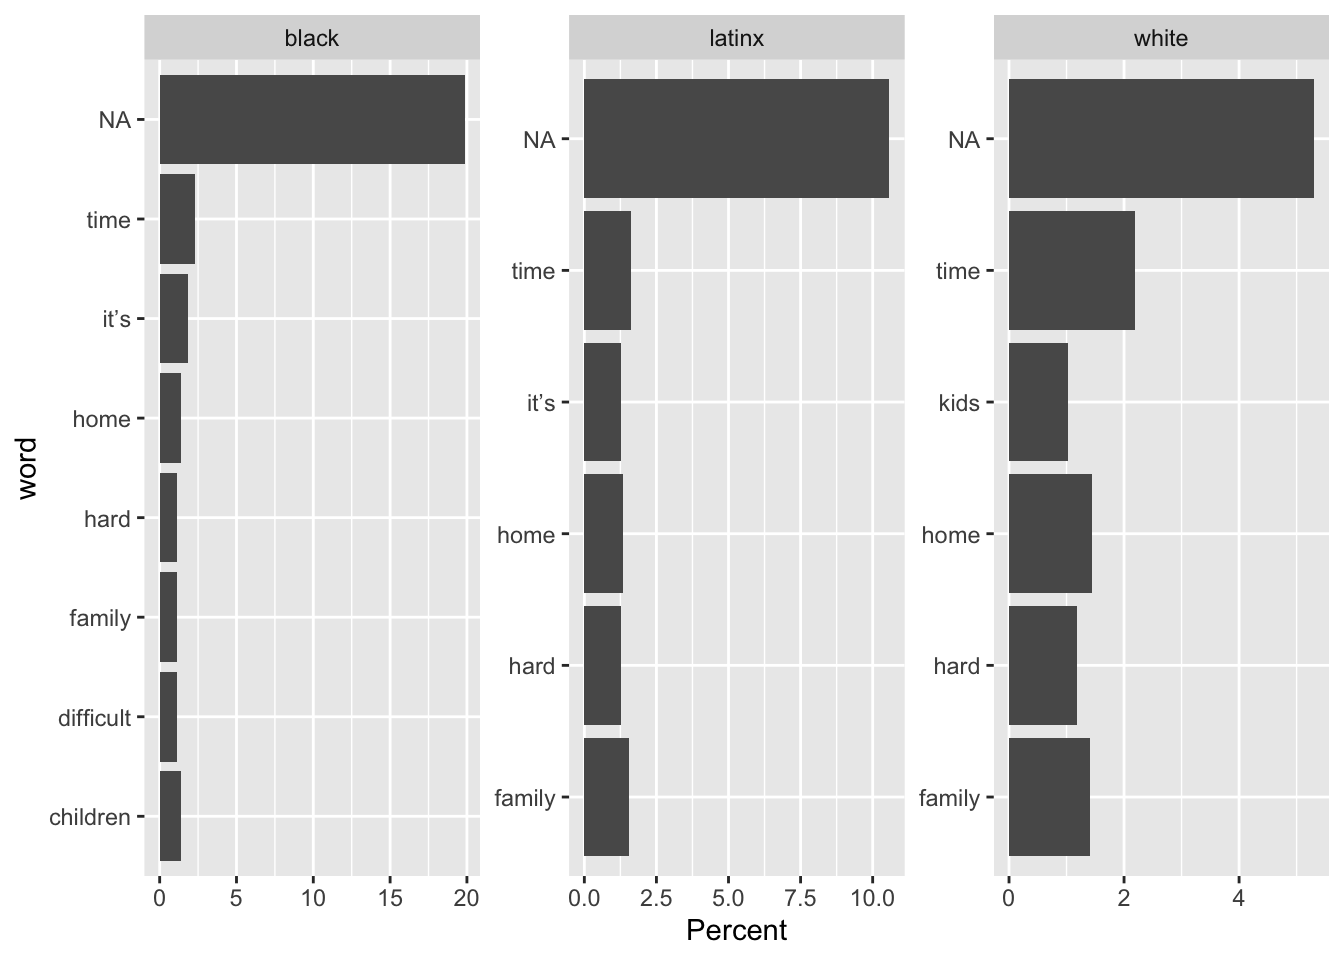 black
latinx
white
word
NA
time
it’s
home
hard
family
difficult
children
0 5 10 15 20
NA
time
it’s
home
hard
family
0.0 2.5 5.0 7.5 10.0
NA
time
kids
home
hard
family
0 2 4
Percent